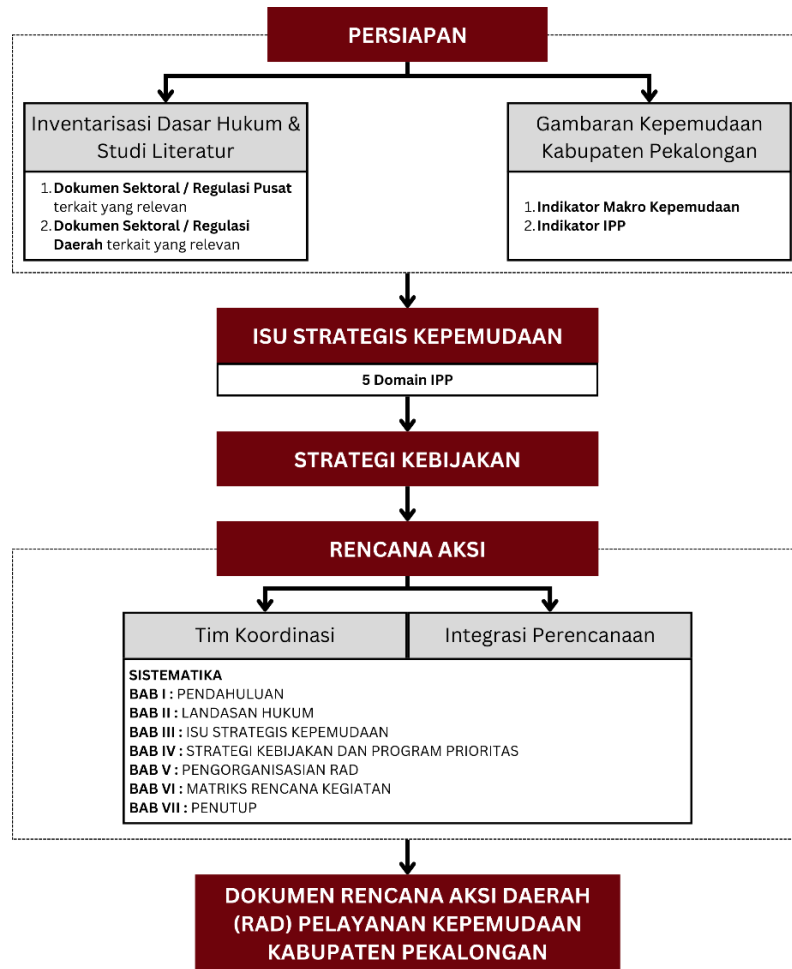 PERSIAPAN
Inventarisasi Dasar Hukum &
Studi Literatur
1. Dokumen Sektoral / Regulasi Pusat
terkait yang relevan
2. Dokumen Sektoral / Regulasi
Daerah terkait yang relevan
Gambaran Kepemudaan
Kabupaten Pekalongan
1. Indikator Makro Kepemudaan
2. Indikator IPP
ISU STRATEGIS KEPEMUDAAN
5 Domain IPP
STRATEGI KEBIJAKAN
RENCANA AKSI
Tim Koordinasi
Integrasi Perencanaan
SISTEMATIKA
BAB I : PENDAHULUAN
BAB II : LANDASAN HUKUM
BAB III : ISU STRATEGIS KEPEMUDAAN
BAB IV : STRATEGI KEBIJAKAN DAN PROGRAM PRIORITAS
BAB V : PENGORGANISASIAN RAD
BAB VI : MATRIKS RENCANA KEGIATAN
BAB VII : PENUTUP
DOKUMEN RENCANA AKSI DAERAH
(RAD) PELAYANAN KEPEMUDAAN
KABUPATEN PEKALONGAN